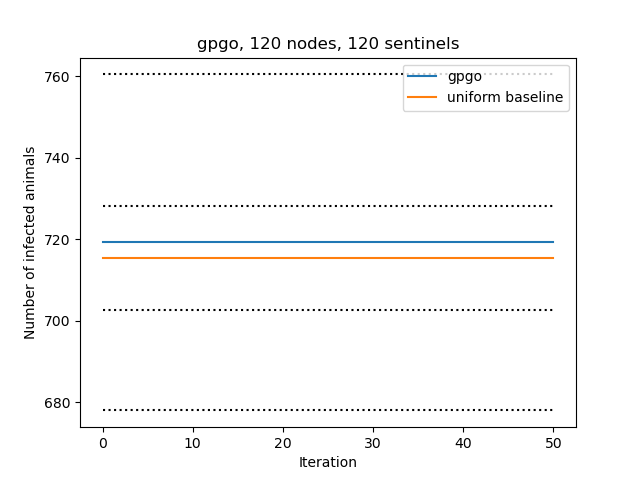 gpgo, 120 nodes, 120 sentinels
gpgo
uniform baseline
Number of infected animals
760
740
720
700
680
0 10 20 30 40 50
Iteration